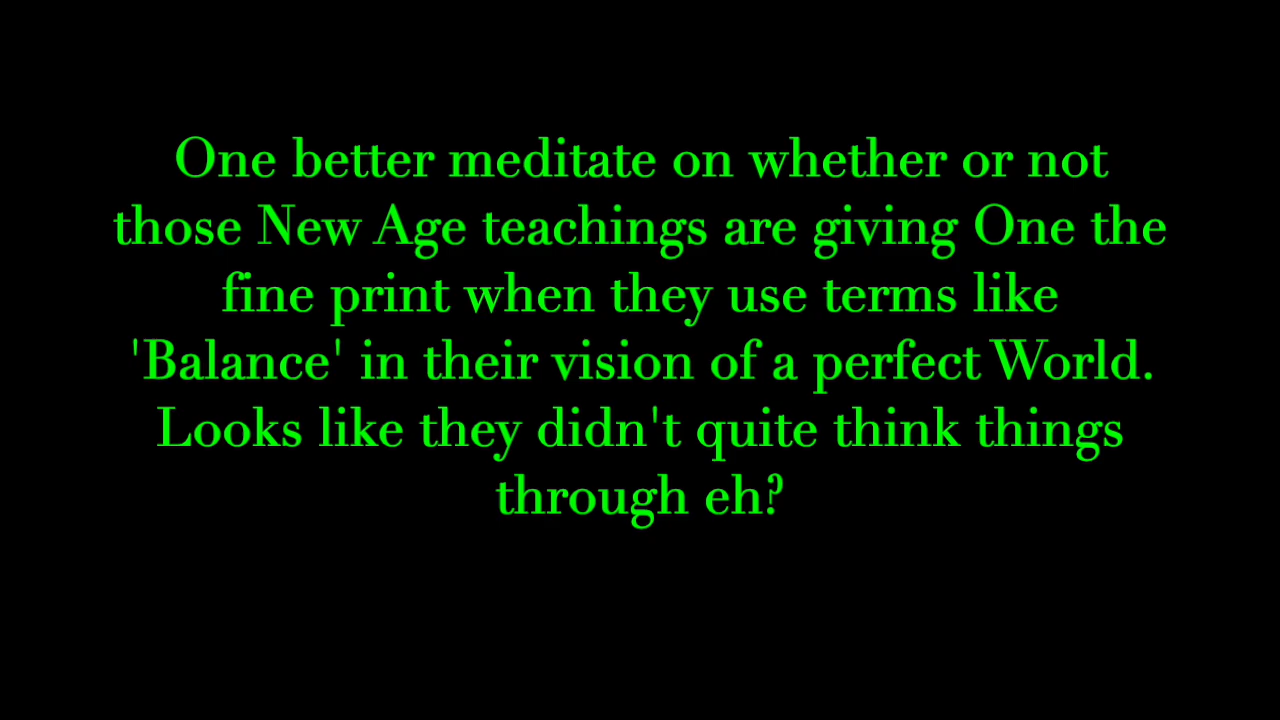 One better meditate on whether or not
those New Age teachings are giving One the
fine print when they use terms like
'Balance' in their vision of a perfect World.
Looks like they didn't quite think things
through eh?